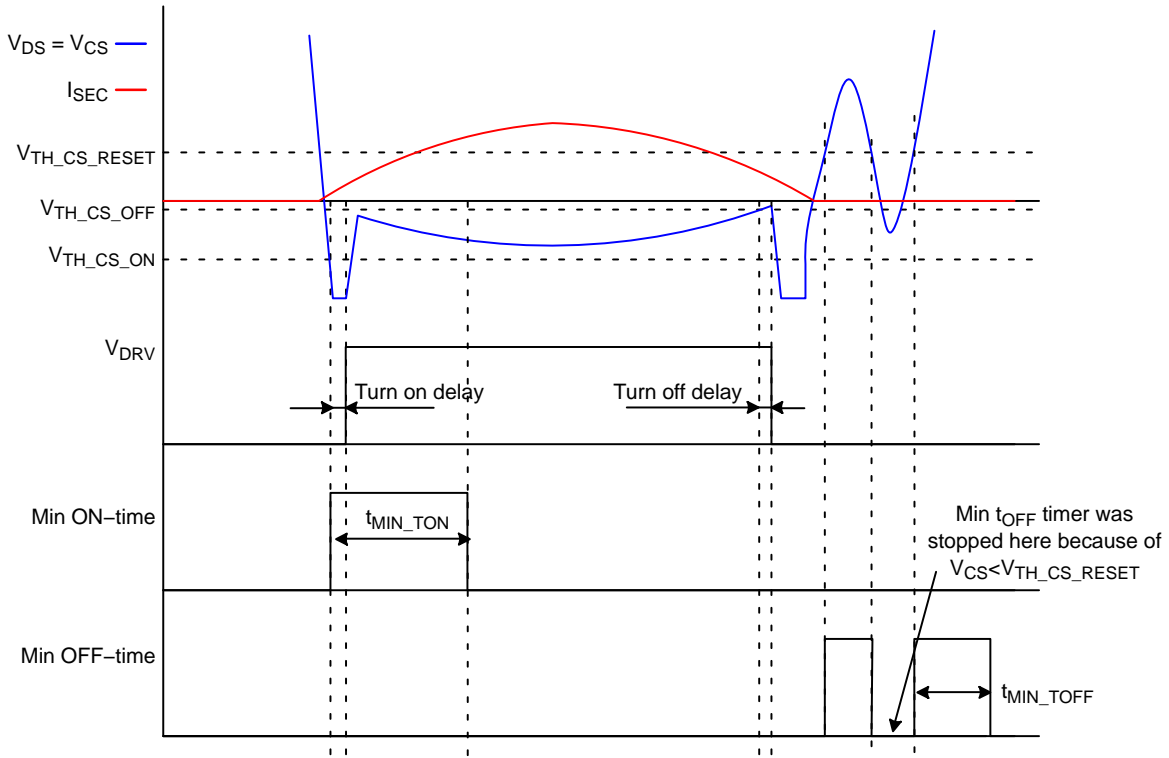 V_DS = V_CS
I_SEC
V_TH_CS_RESET
V_TH_CS_OFF
V_TH_CS_ON
V_DRV
Turn on delay
Turn off delay
Min ON−time
t_MIN_TON
Min t_OFF timer was
stopped here because of
V_CS<V_TH_CS_RESET
Min OFF−time
t_MIN_TOFF